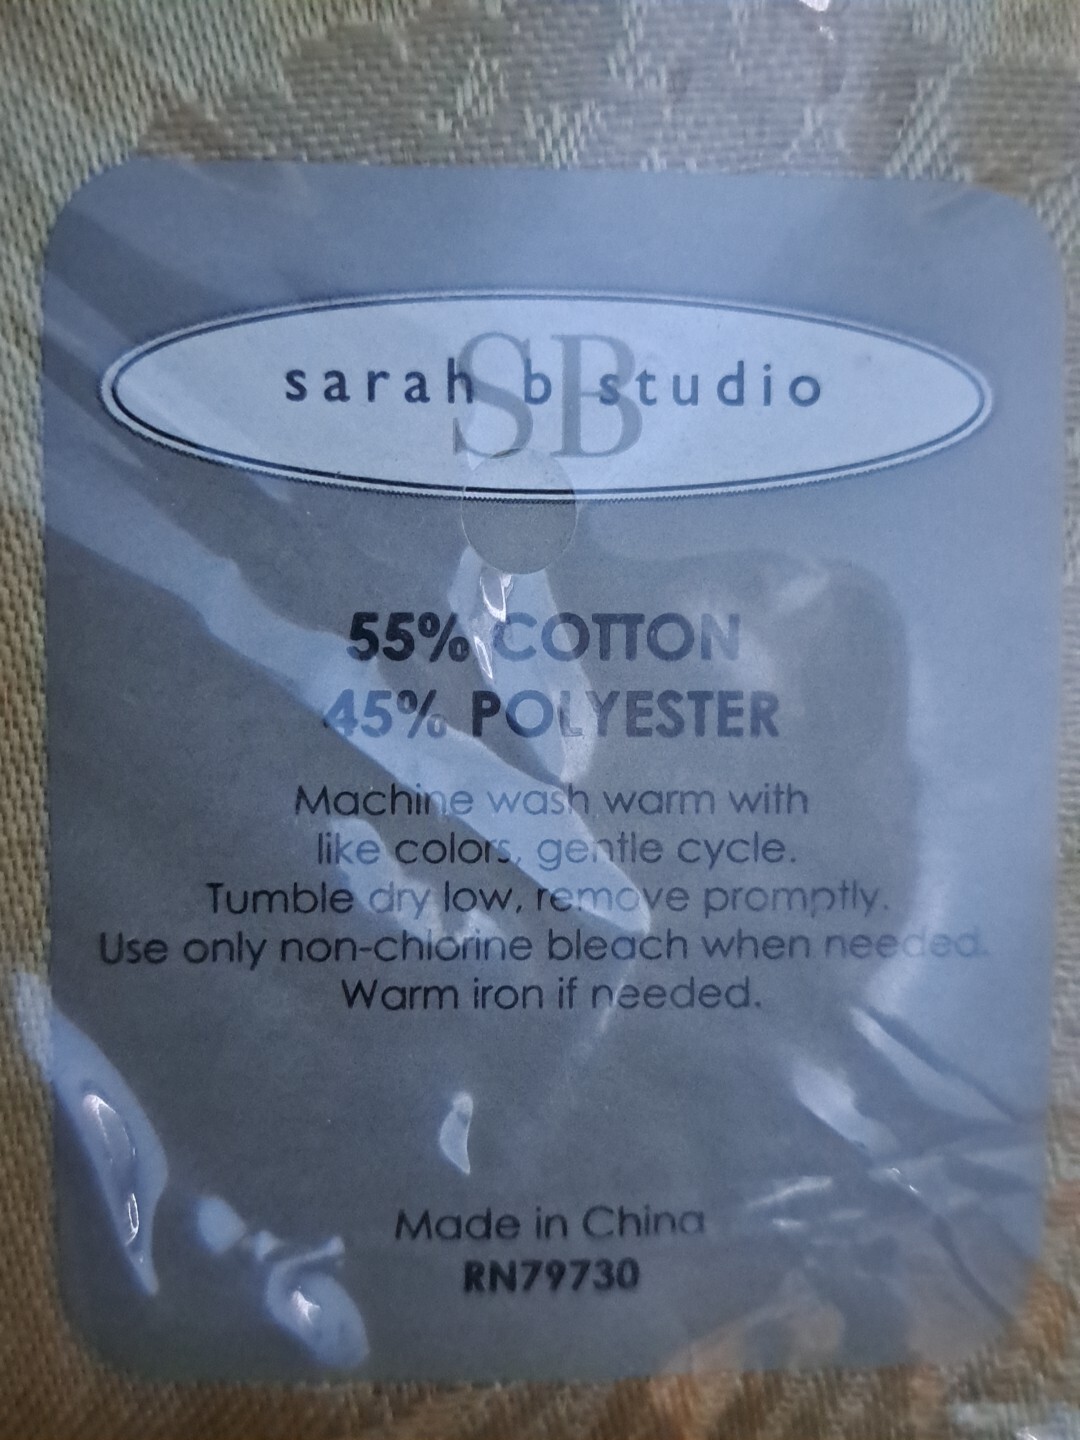 SB
sarah b studio
55% COTTON
45% POLYESTER
Machine wash warm with
like colors, gentle cycle.
Tumble dry low, remove promptly.
Use only non-chlorine bleach when needed.
Warm iron if needed.
Made in China
RN79730